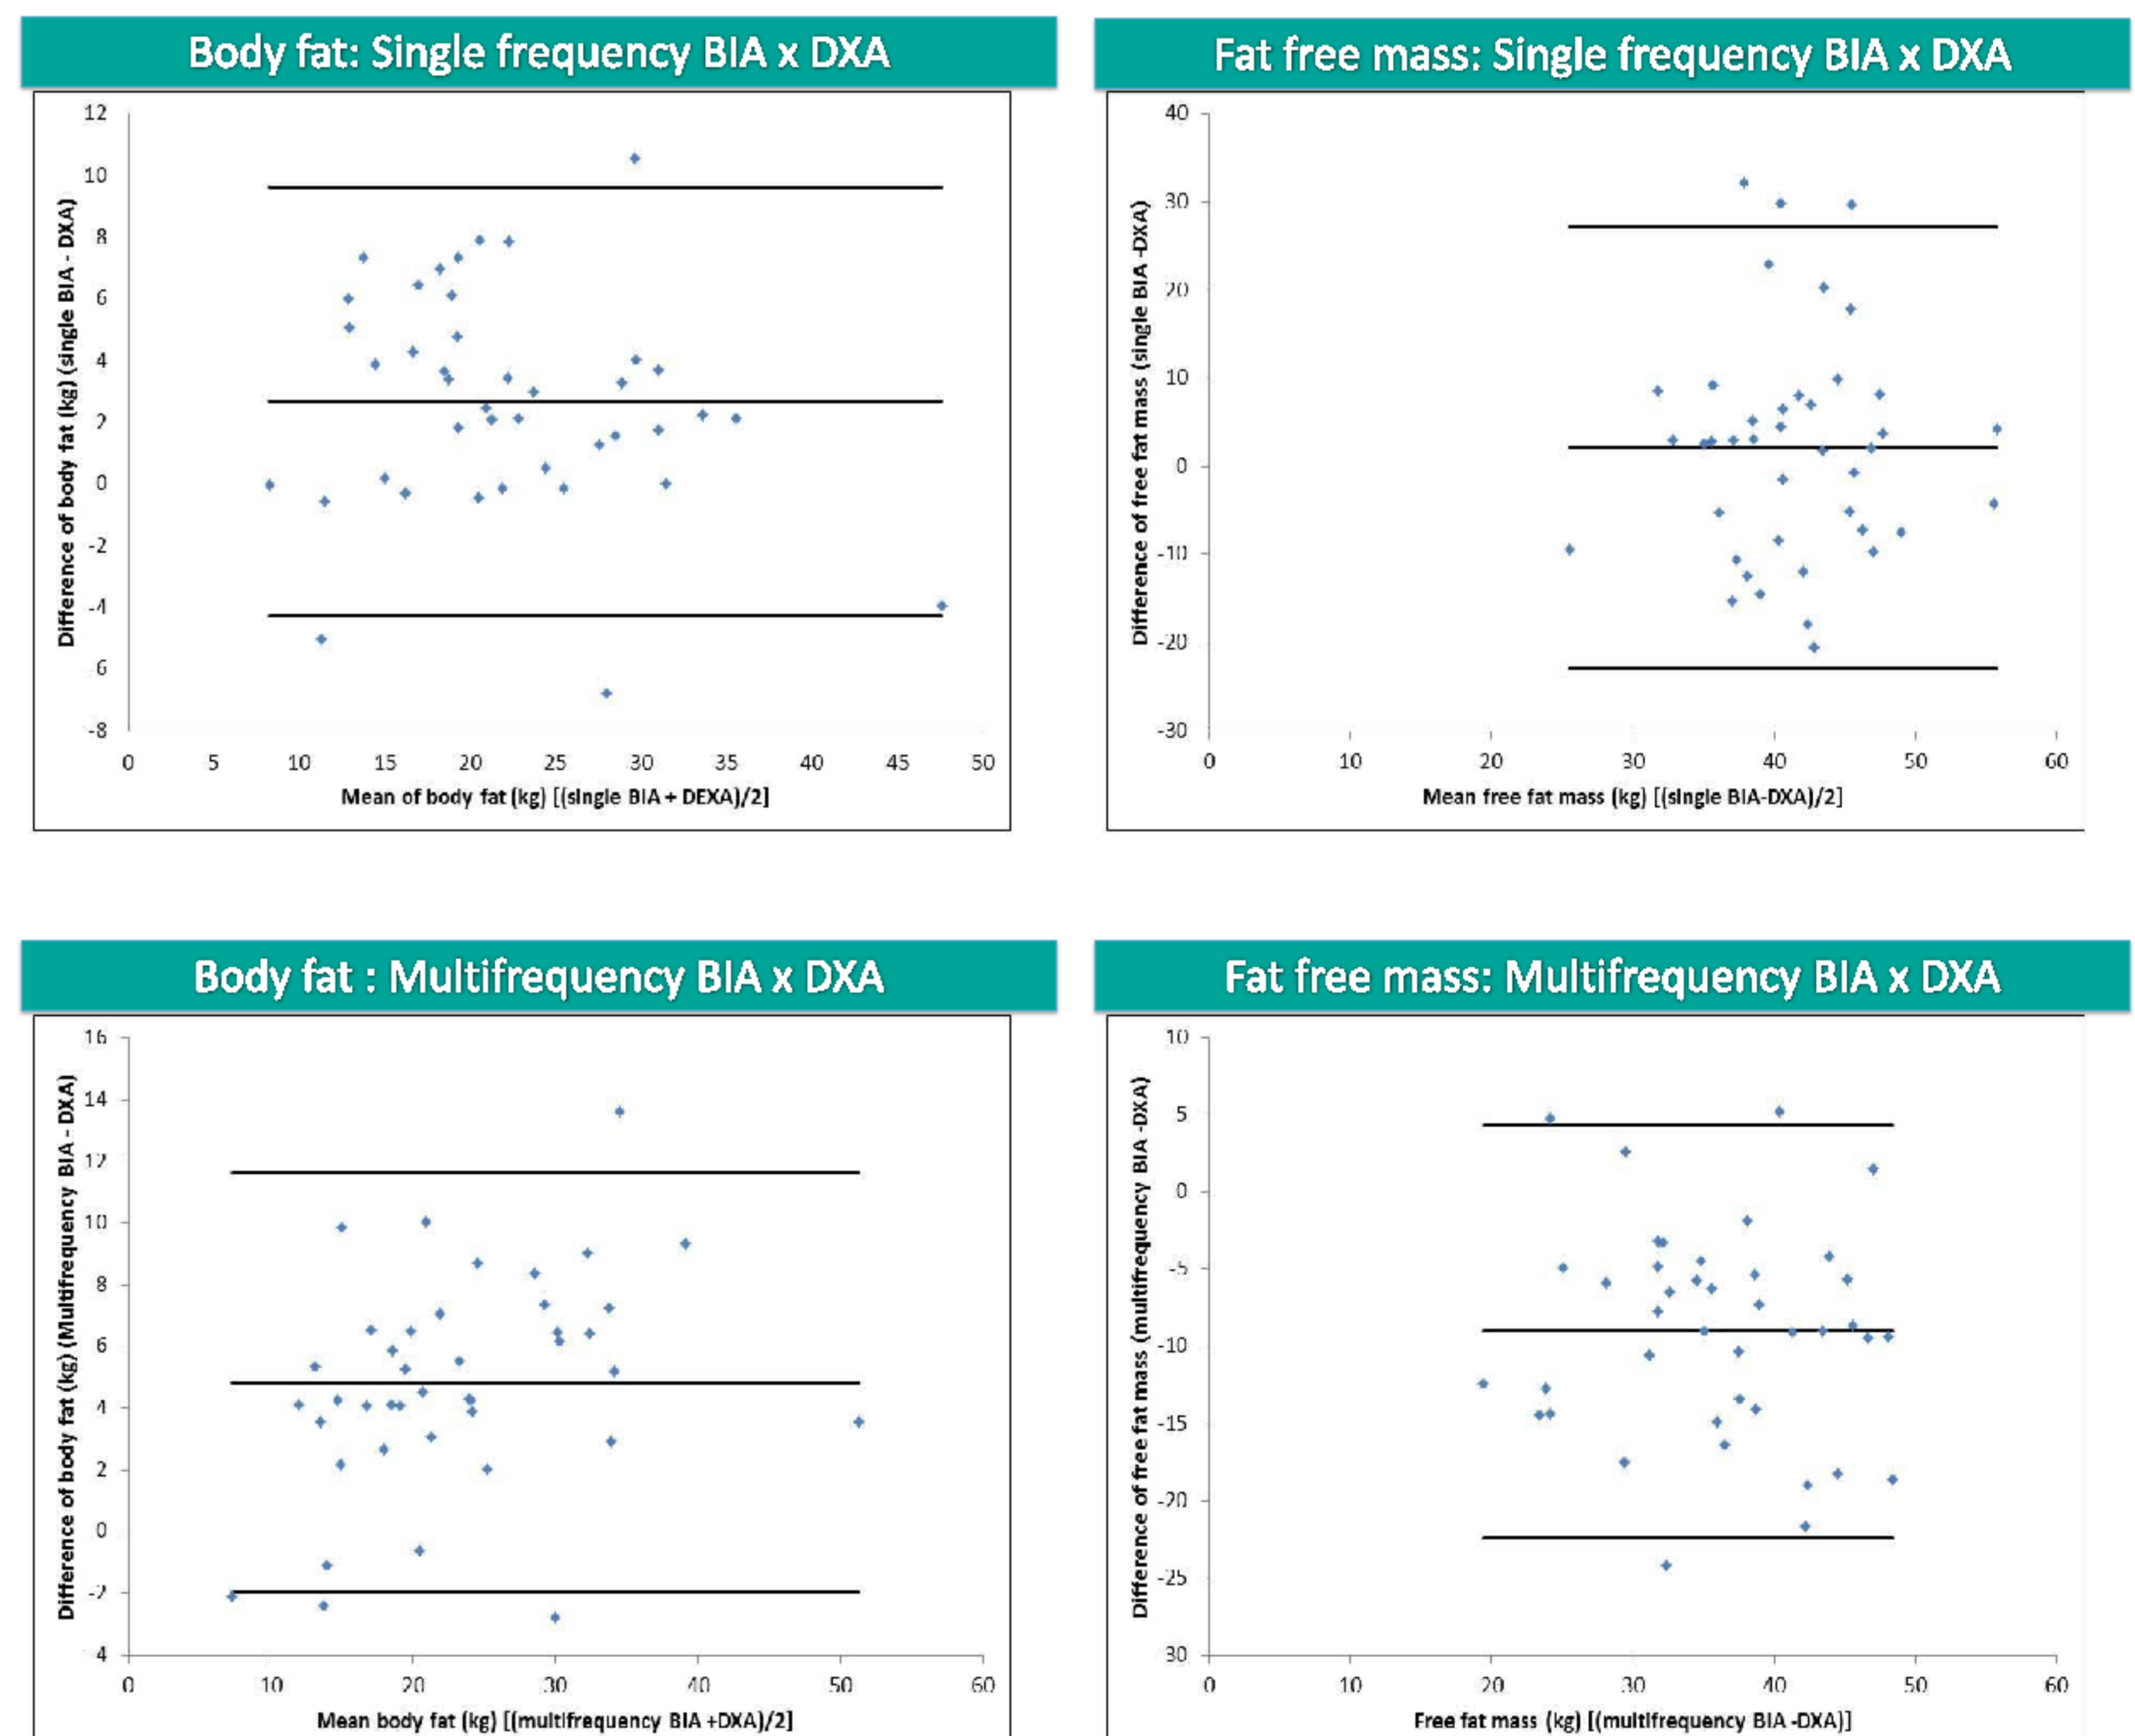 Body fat: Single frequency BIA x DXA
12
10
8
6
4
2
0
-2
-4
6
-8
0 5 10 15 20 25 30 35 40 45 50
Difference of body fat (kg) (single BIA - DXA)
Mean of body fat (kg) [(single BIA + DEXA)/2]
Fat free mass: Single frequency BIA x DXA
40
30
20
10
0
-10
-20
-30
0 10 20 30 40 50 60
Difference of free fat mass (single BIA -DXA)
Mean free fat mass (kg) [(single BIA-DXA)/2]
Body fat : Multifrequency BIA x DXA
16
14
12
10
8
6
4
2
0
-2
4
0 10 20 30 40 50 60
Difference of body fat (kg) (Multifrequency BIA - DXA)
Mean body fat (kg) [(multifrequency BIA +DXA)/2]
Fat free mass: Multifrequency BIA x DXA
10
5
0
-5
-10
-15
-20
-25
30
0 10 20 30 40 50 60
Difference of free fat mass (multifrequency BIA -DXA)
Free fat mass (kg) [(multifrequency BIA -DXA)]